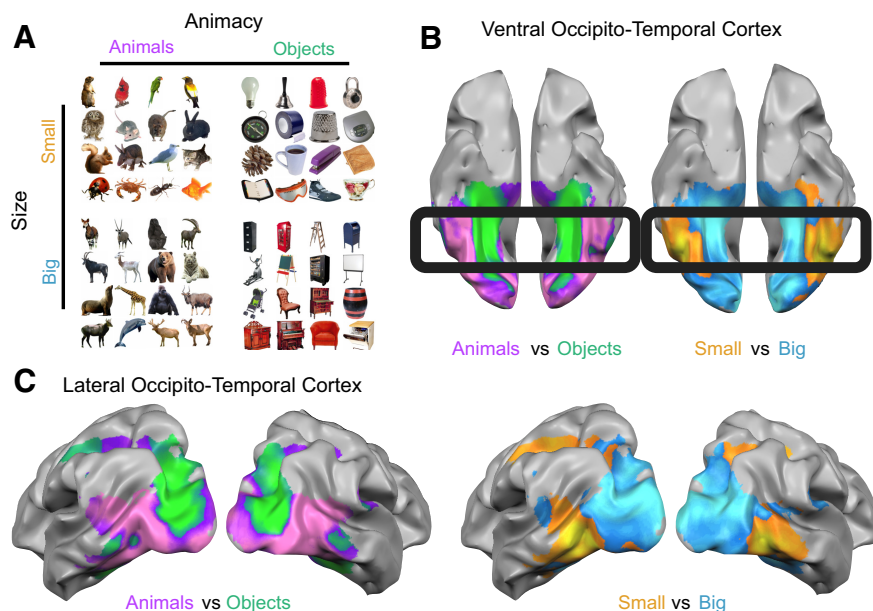 A
Animacy
Animals
Objects
Size
Small
Big
B
Ventral Occipito-Temporal Cortex
Animals vs Objects
Small vs Big
C
Lateral Occipito-Temporal Cortex
Animals vs Objects
Small vs Big